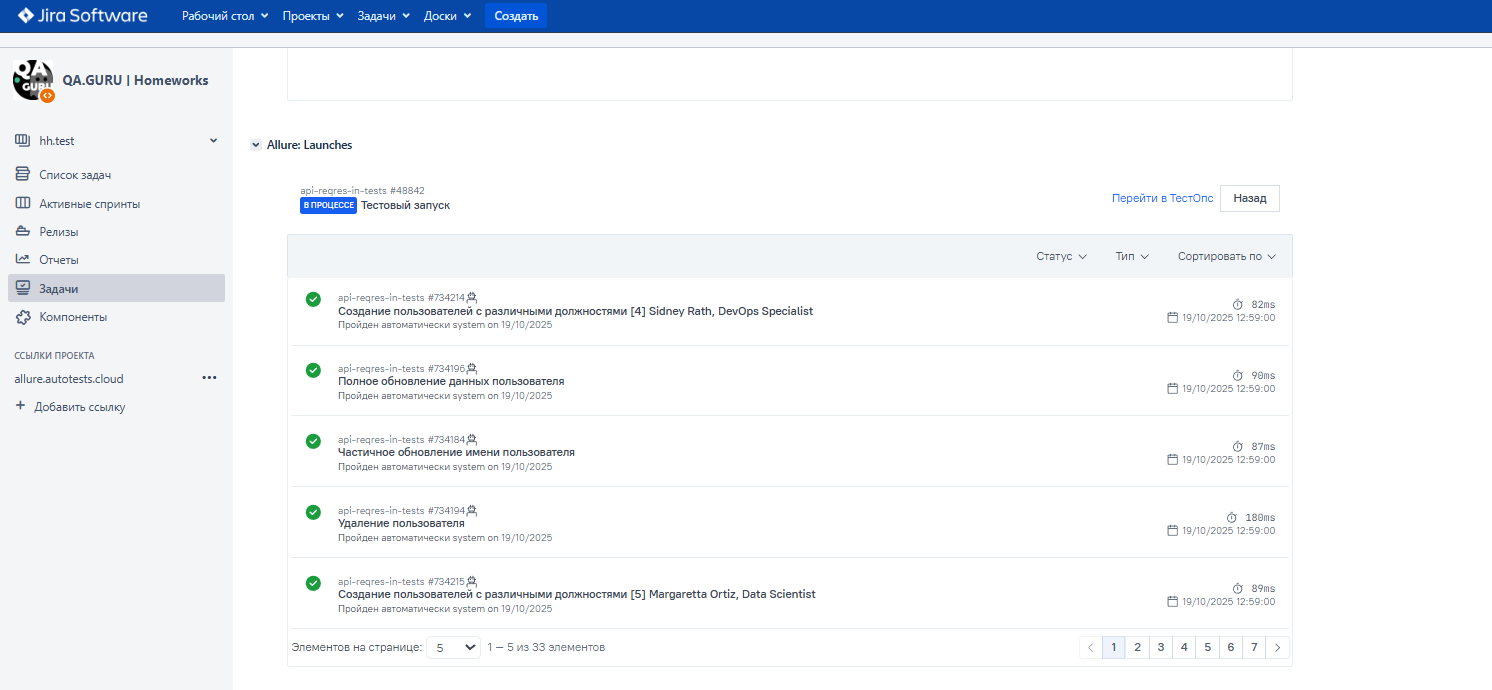 Jira Software Рабочий стол Проекты Задачи Доски Создать
QA GURU
QA.GURU | Homeworks
hh.test
Список задач
Активные спринты
Релизы
Отчеты
Задачи
Компоненты
ССЫЛКИ ПРОЕКТА
allure.autotests.cloud
Добавить ссылку
Allure: Launches
api-reqres-in-tests #48842
В ПРОЦЕССЕ Тестовый запуск
Перейти в ТестОпс Назад
Статус Тип Сортировать по
api-reqres-in-tests #734214
Создание пользователей с различными должностями [4] Sidney Rath, DevOps Specialist
Пройден автоматически system on 19/10/2025
82ms
19/10/2025 12:59:00
api-reqres-in-tests #734196
Полное обновление данных пользователя
Пройден автоматически system on 19/10/2025
90ms
19/10/2025 12:59:00
api-reqres-in-tests #734184
Частичное обновление имени пользователя
Пройден автоматически system on 19/10/2025
87ms
19/10/2025 12:59:00
api-reqres-in-tests #734194
Удаление пользователя
Пройден автоматически system on 19/10/2025
180ms
19/10/2025 12:59:00
api-reqres-in-tests #734215
Создание пользователей с различными должностями [5] Margaretta Ortiz, Data Scientist
Пройден автоматически system on 19/10/2025
89ms
19/10/2025 12:59:00
Элементов на странице: 5 1 — 5 из 33 элементов
1 2 3 4 5 6 7